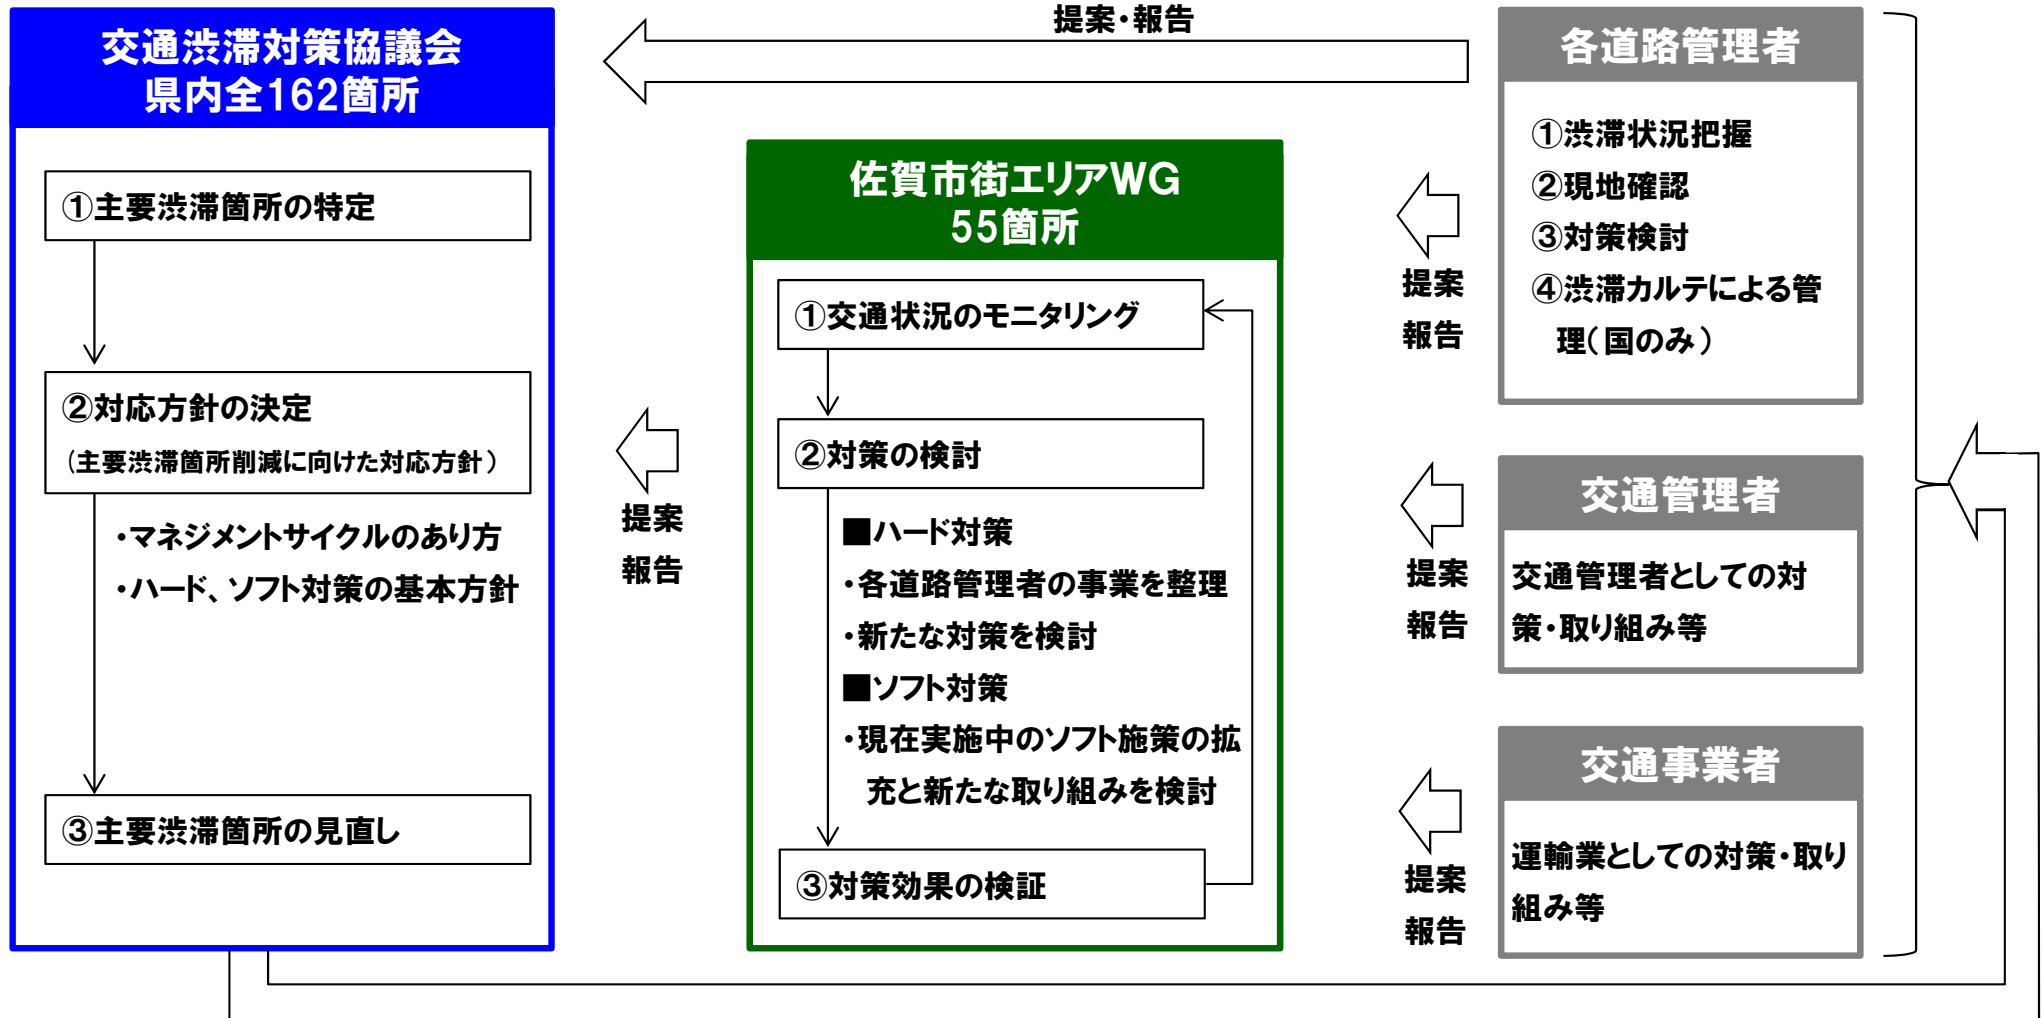 交通渋滞対策協議会
県内全162箇所
①主要渋滞箇所の特定
②対応方針の決定
(主要渋滞箇所削減に向けた対応方針)
・マネジメントサイクルのあり方
・ハード、ソフト対策の基本方針
③主要渋滞箇所の見直し
提案・報告
提案
報告
佐賀市街エリアWG
55箇所
①交通状況のモニタリング
②対策の検討
■ハード対策
・各道路管理者の事業を整理
・新たな対策を検討
■ソフト対策
・現在実施中のソフト施策の拡
充と新たな取り組みを検討
③対策効果の検証
提案
報告
提案
報告
提案
報告
各道路管理者
①渋滞状況把握
②現地確認
③対策検討
④渋滞カルテによる管
理(国のみ)
交通管理者
交通管理者としての対
策・取り組み等
交通事業者
運輸業としての対策・取り
組み等